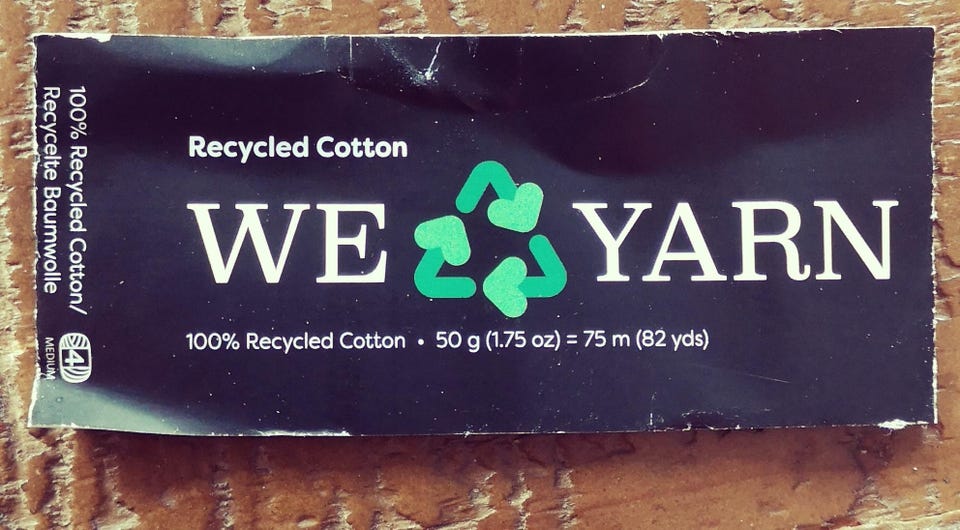 Recycled Cotton
WE YARN
100% Recycled Cotton • 50 g (1.75 oz) = 75 m (82 yds)
100% Recycled Cotton/
Recycelte Baumwolle
4
MEDIUM